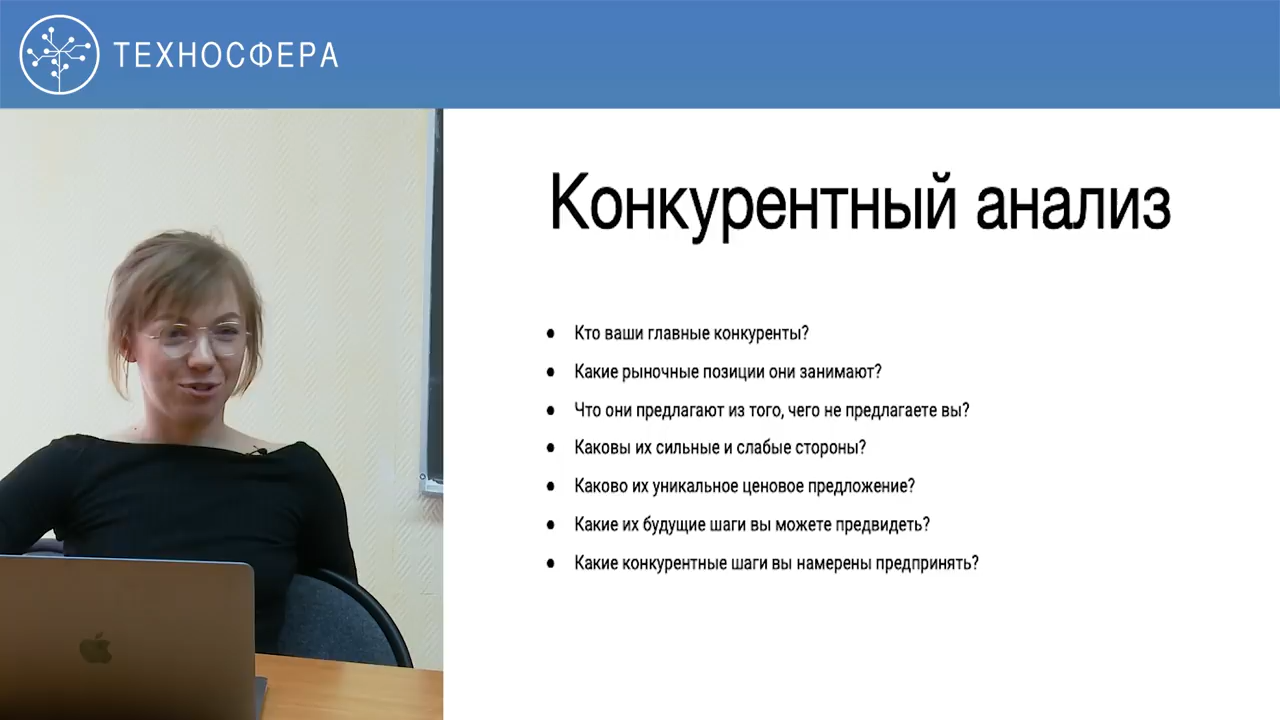 ТЕХНОСФЕРА
Конкурентный анализ
• Кто ваши главные конкуренты?
• Какие рыночные позиции они занимают?
• Что они предлагают из того, чего не предлагаете вы?
• Каковы их сильные и слабые стороны?
• Каково их уникальное ценовое предложение?
• Какие их будущие шаги вы можете предвидеть?
• Какие конкурентные шаги вы намерены предпринять?